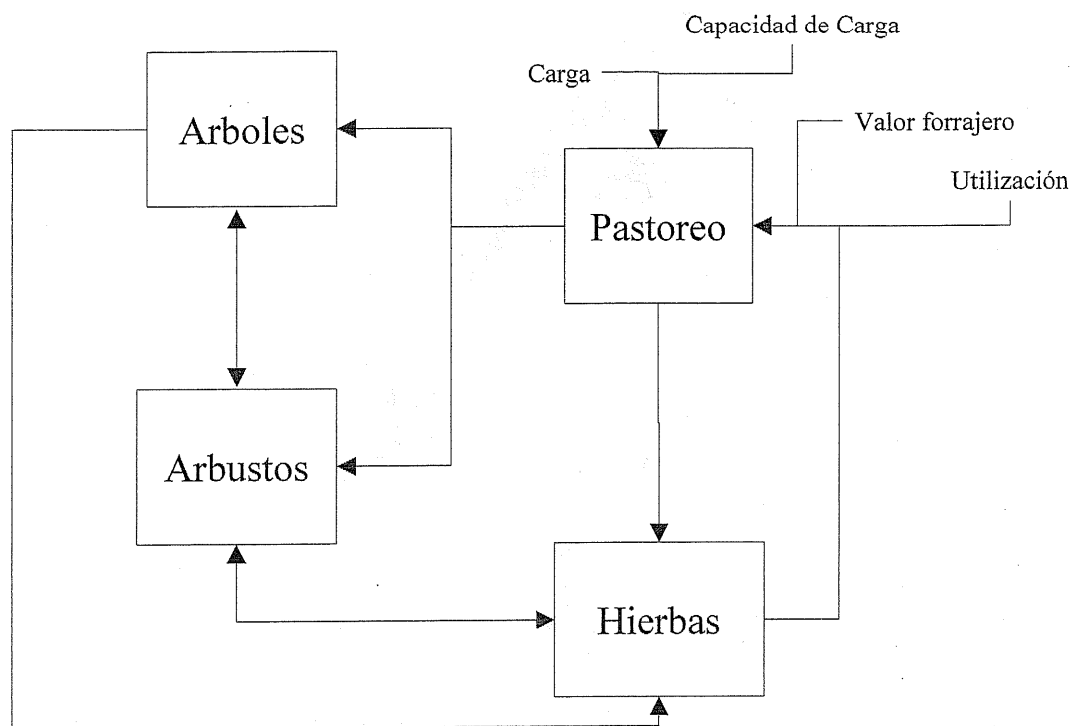 Capacidad de Carga
Carga
Arboles
Valor forrajero
Utilización
Pastoreo
Arbustos
Hierbas